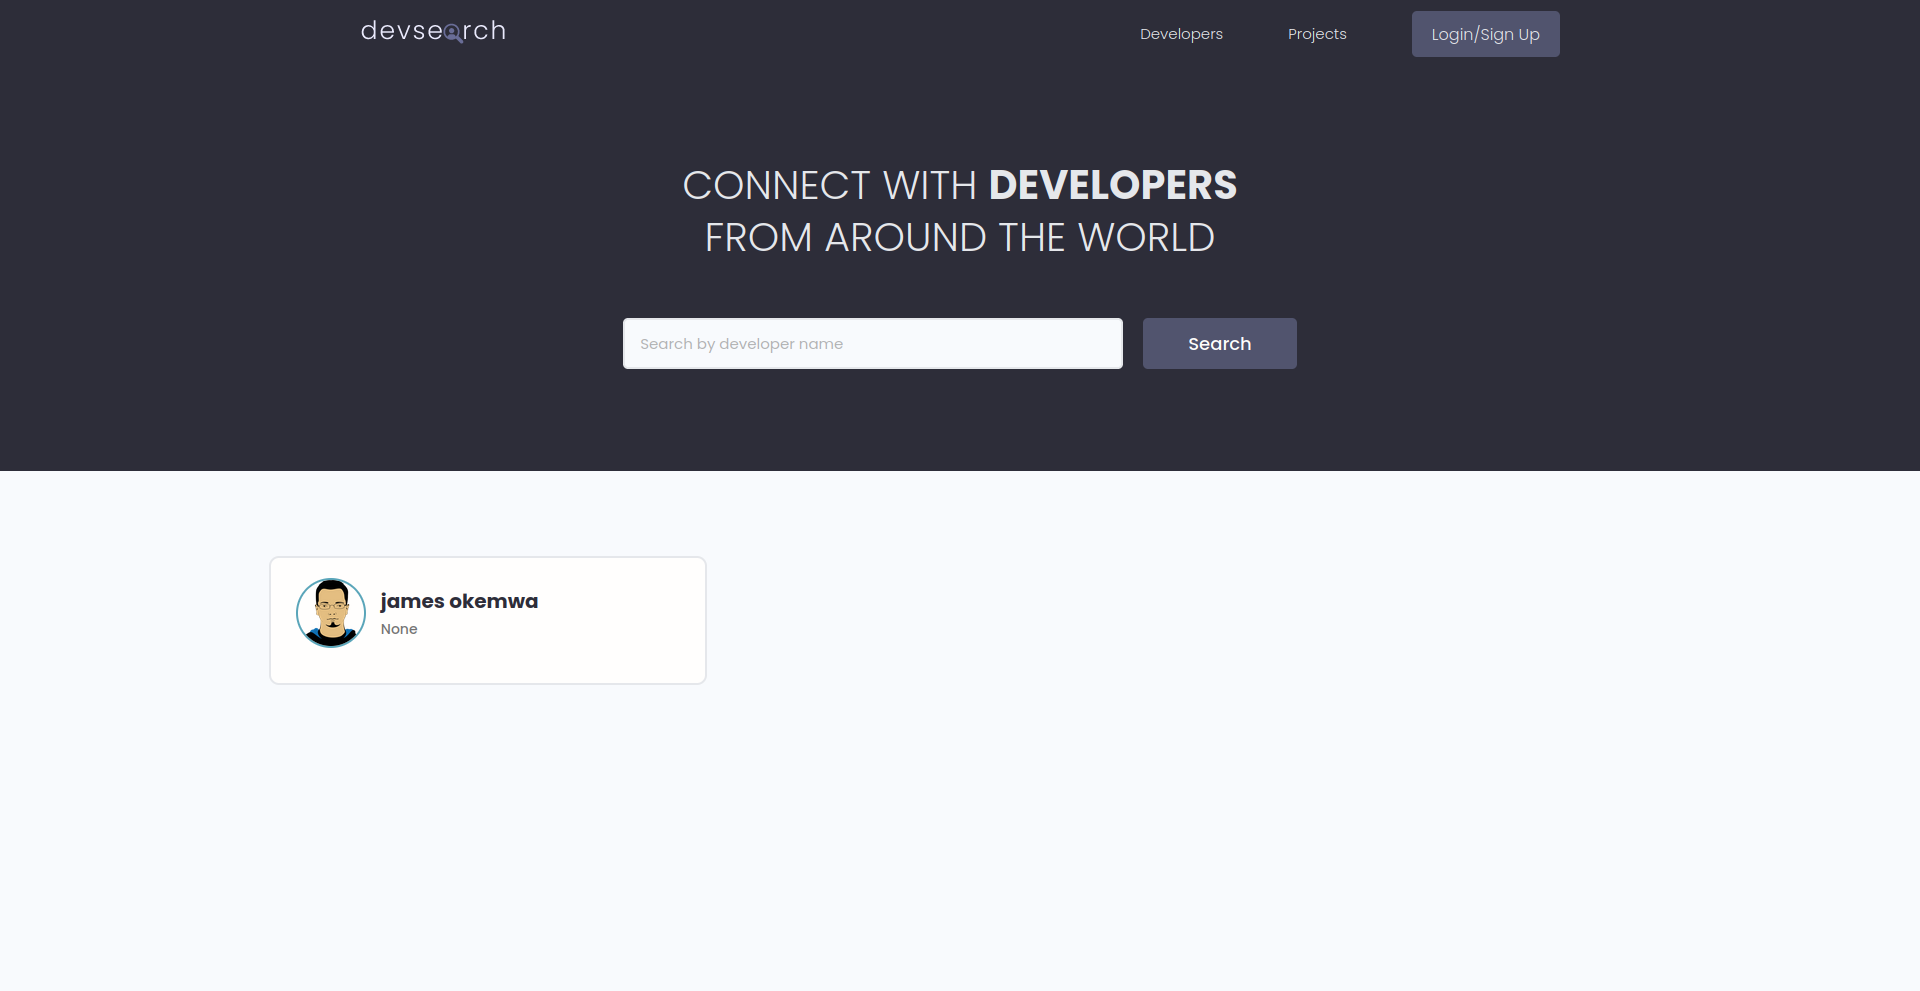 devsearch
Developers
Projects
Login/Sign Up
CONNECT WITH DEVELOPERS
FROM AROUND THE WORLD
Search by developer name
Search
james okemwa
None